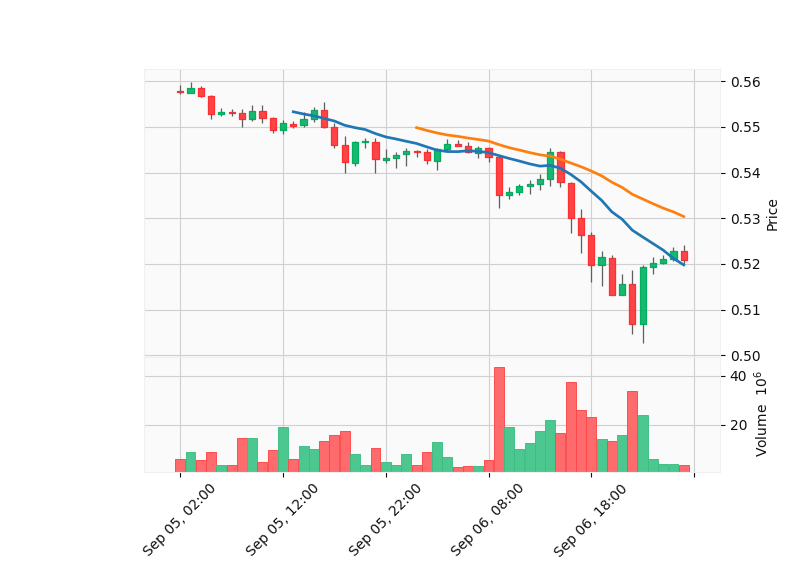 0.56
0.55
0.54
0.53
0.52
0.51
0.50
Price
40
20
Volume 10⁶
Sep 05, 02:00
Sep 05, 12:00
Sep 05, 22:00
Sep 06, 08:00
Sep 06, 18:00